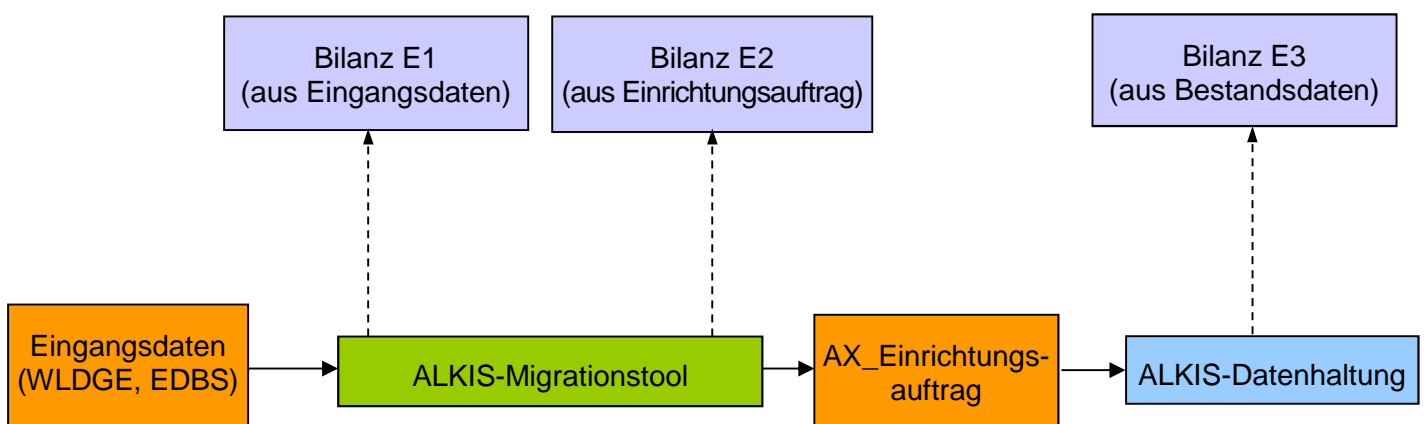 Bilanz E1
(aus Eingangsdaten)
Bilanz E2
(aus Einrichtungsauftrag)
Bilanz E3
(aus Bestandsdaten)
Eingangsdaten
(WLDGE, EDBS)
ALKIS-Migrationstool
AX_Einrichtungs-
auftrag
ALKIS-Datenhaltung